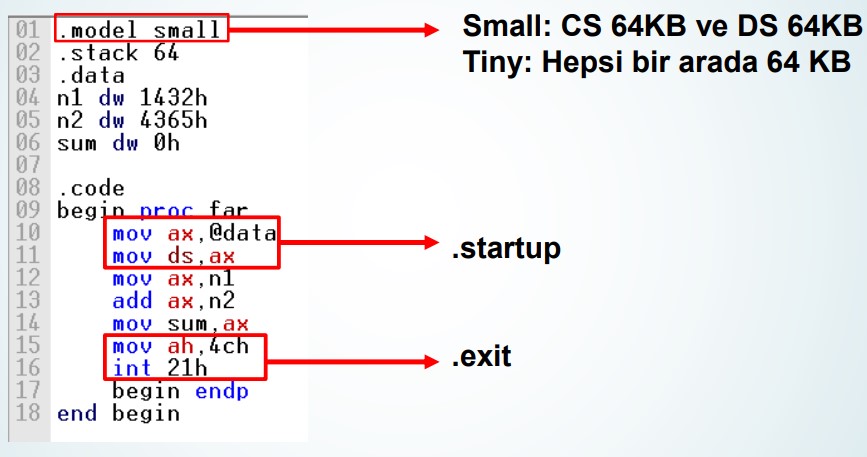 01 .model small
02 .stack 64
03 .data
04 n1 dw 1432h
05 n2 dw 4365h
06 sum dw 0h
07
08 .code
09 begin proc far
10 mov ax,@data
11 mov ds,ax
12 mov ax,n1
13 add ax,n2
14 mov sum,ax
15 mov ah,4ch
16 int 21h
17 begin endp
18 end begin
Small: CS 64KB ve DS 64KB
Tiny: Hepsi bir arada 64 KB
.startup
.exit